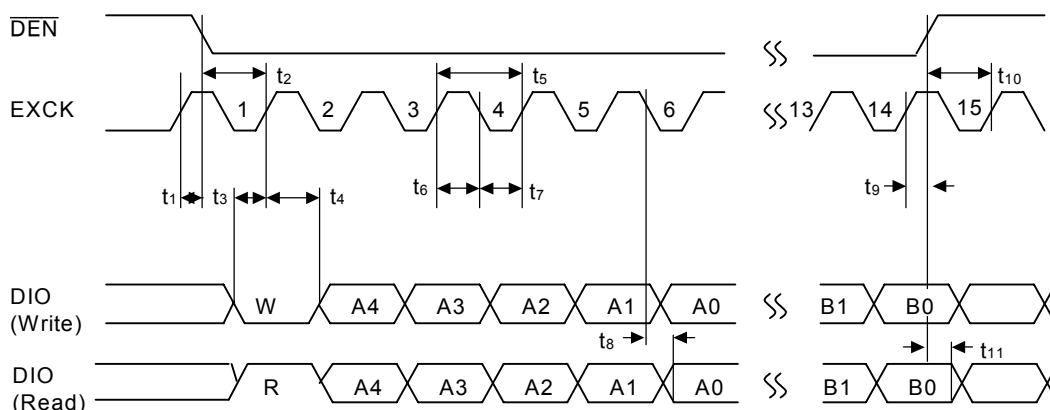 DEN
t2 t5 t10
EXCK 1 2 3 4 5 6 13 14 15
t1 t3 t4 t6 t7 t9
DIO
(Write)
W A4 A3 A2 A1 A0 B1 B0
t8 t11
DIO
(Read)
R A4 A3 A2 A1 A0 B1 B0